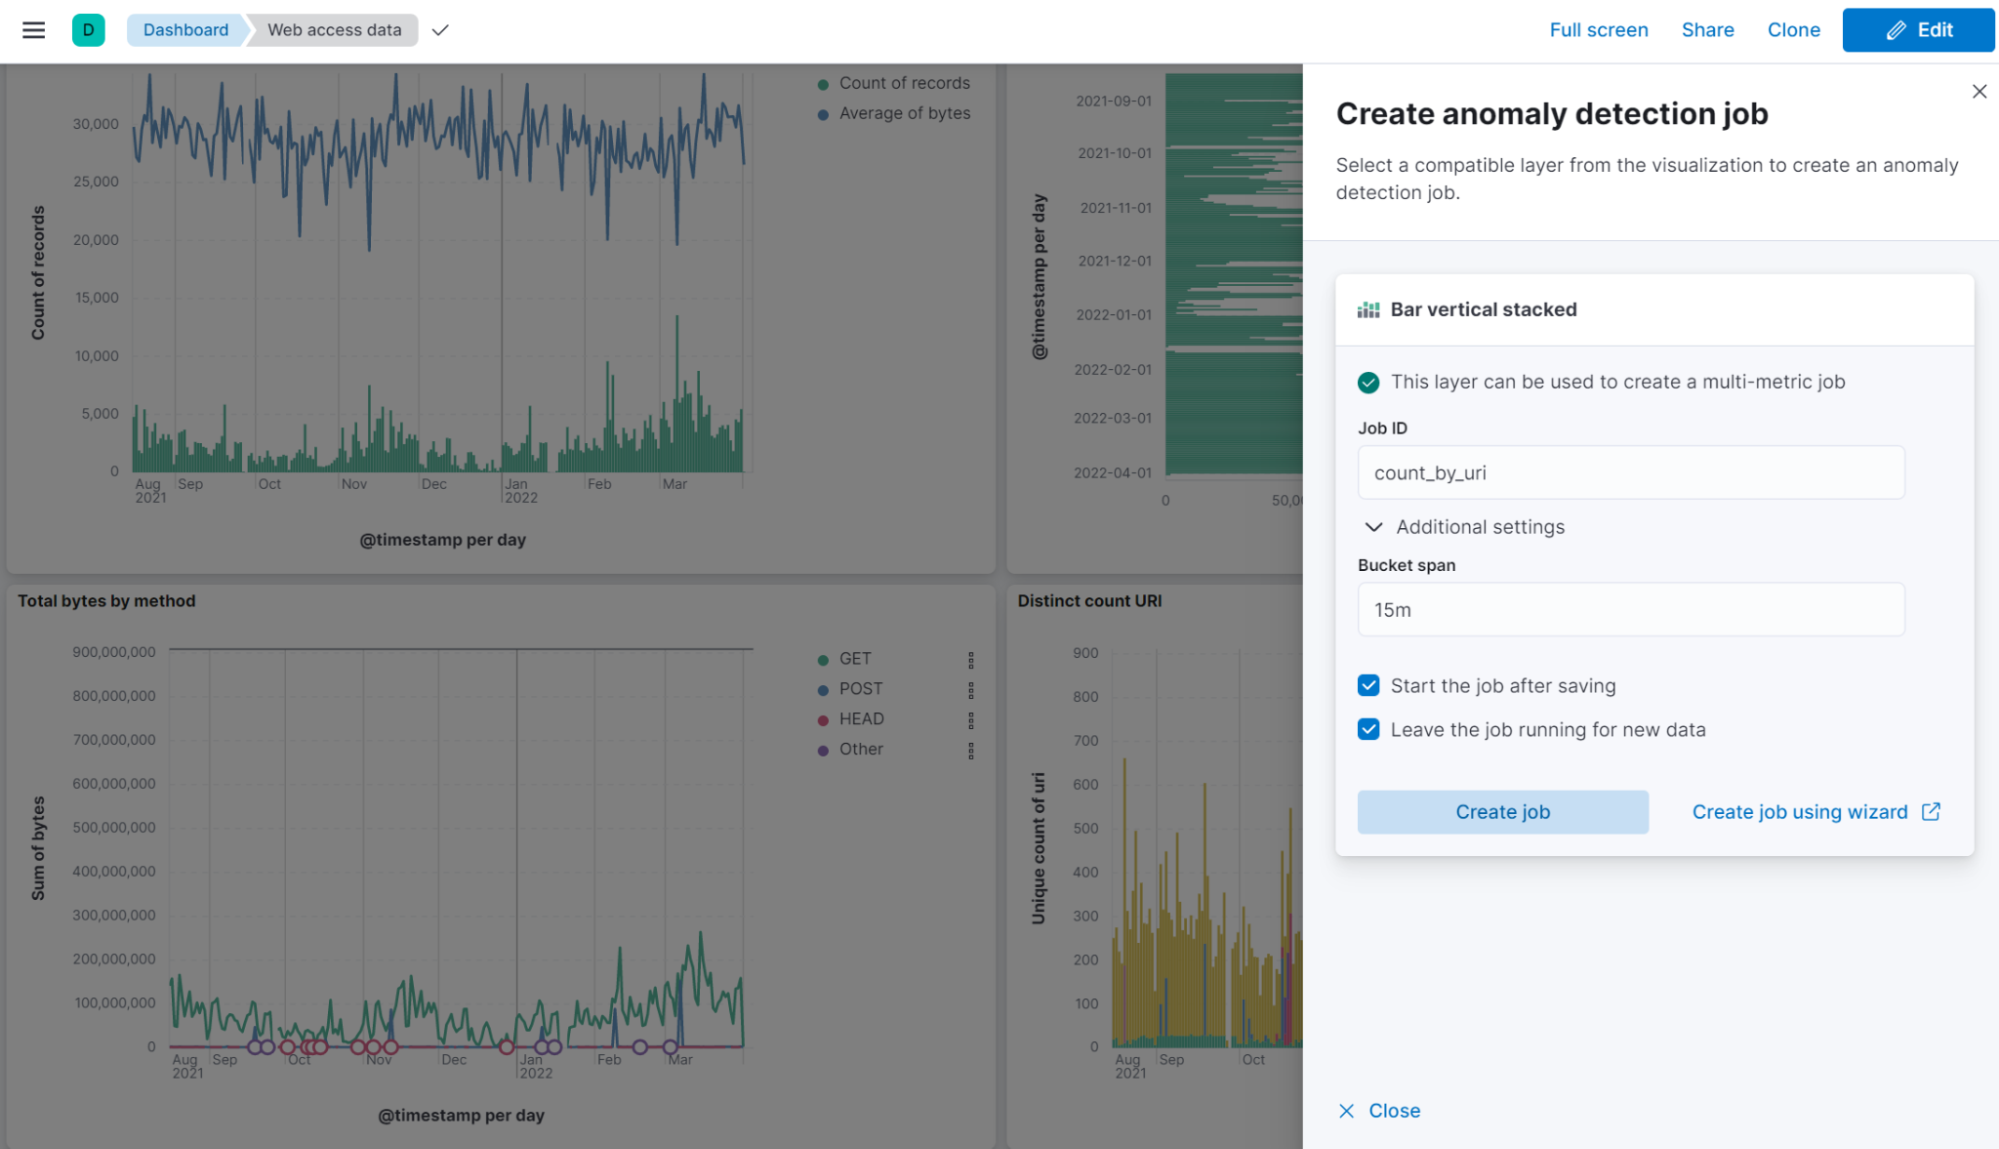 D
Dashboard
Web access data
Full screen
Share
Clone
Edit
Count of records
Average of bytes
30,000
25,000
20,000
15,000
10,000
5,000
0
Count of records
Aug
2021
Sep
Oct
Nov
Dec
Jan
2022
Feb
Mar
@timestamp per day
2021-09-01
2021-10-01
2021-11-01
2021-12-01
2022-01-01
2022-02-01
2022-03-01
2022-04-01
@timestamp per day
0
50,0
Total bytes by method
900,000,000
800,000,000
700,000,000
600,000,000
500,000,000
400,000,000
300,000,000
200,000,000
100,000,000
0
Sum of bytes
GET
POST
HEAD
Other
Aug
2021
Sep
Oct
Nov
Dec
Jan
2022
Feb
Mar
@timestamp per day
Distinct count URI
900
800
700
600
500
400
300
200
100
0
Unique count of uri
Aug
2021
Sep
Oct
Create anomaly detection job
Select a compatible layer from the visualization to create an anomaly
detection job.
Bar vertical stacked
This layer can be used to create a multi-metric job
Job ID
count_by_uri
Additional settings
Bucket span
15m
Start the job after saving
Leave the job running for new data
Create job
Create job using wizard
Close